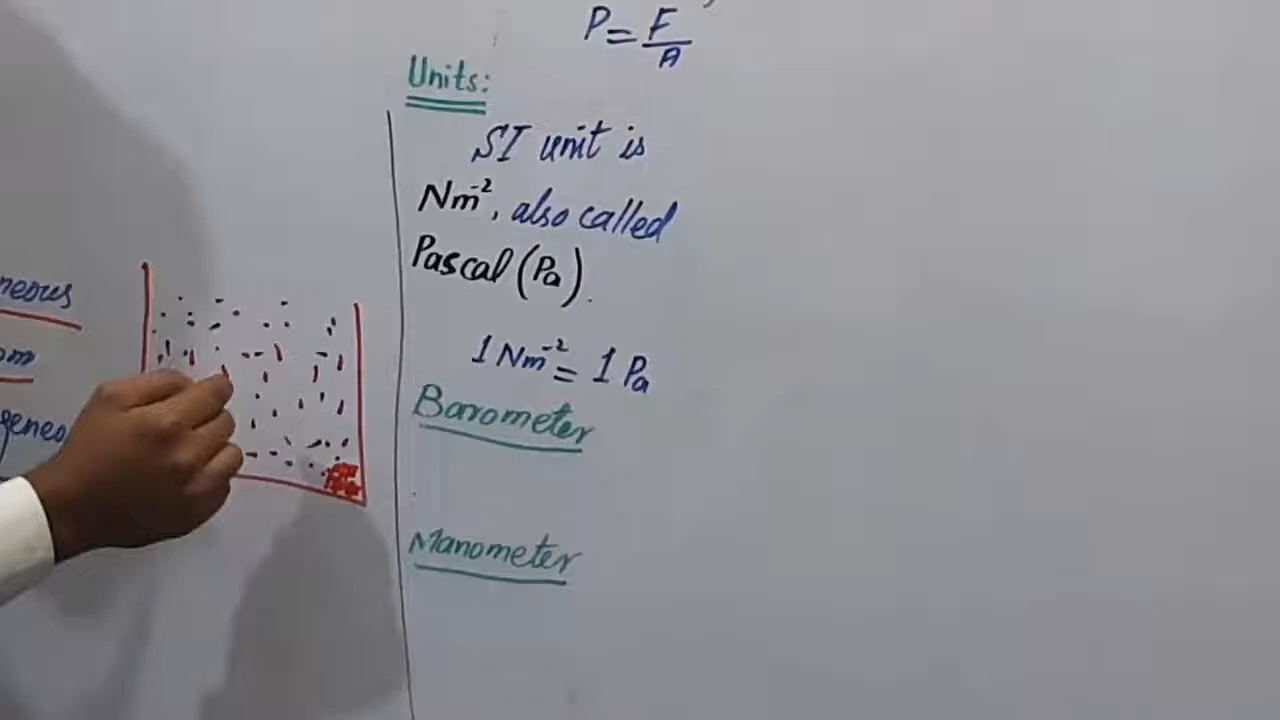 P = F/A
Units:
SI unit is
Nm⁻², also called
Pascal (Pa).
1 Nm⁻² = 1 Pa
Barometer
Manometer